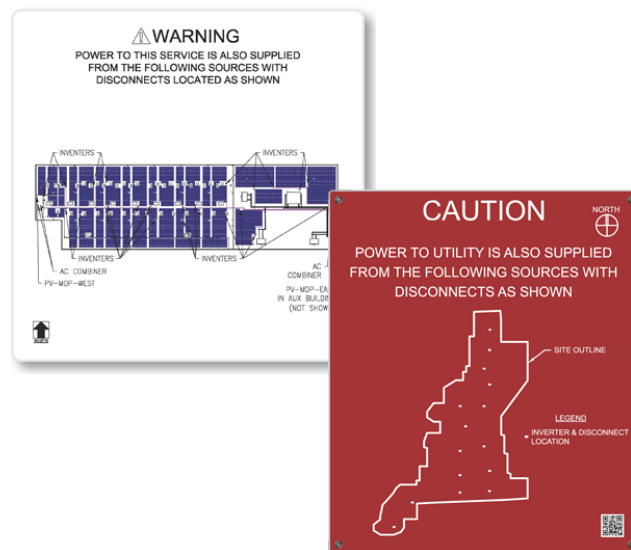 WARNING
POWER TO THIS SERVICE IS ALSO SUPPLIED
FROM THE FOLLOWING SOURCES WITH
DISCONNECTS LOCATED AS SHOWN
INVENTERS
INVENTERS
INVENTERS
INVENTERS
AC COMBINER
PV-MDP-WEST
AC
COMBINER
IN AUX BUILDIN
(NOT SHOW
CAUTION
NORTH
POWER TO UTILITY IS ALSO SUPPLIED
FROM THE FOLLOWING SOURCES WITH
DISCONNECTS AS SHOWN
SITE OUTLINE
LEGEND
INVERTER & DISCONNECT
LOCATION